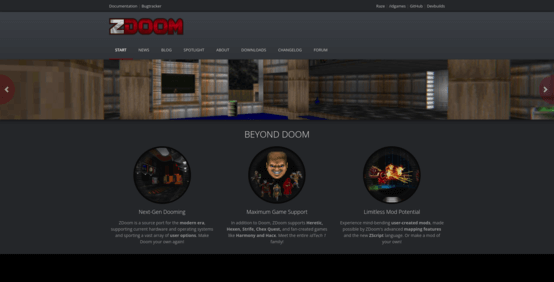 Documentation Bugtracker
Raze Idgames GitHub Devbuilds
ZDOOM
START NEWS BLOG SPOTLIGHT ABOUT DOWNLOADS CHANGELOG FORUM
BEYOND DOOM
Next-Gen Dooming
ZDoom is a source port for the modern era,
supporting current hardware and operating systems
and sporting a vast array of user options. Make
Doom your own again!
Maximum Game Support
In addition to Doom, ZDoom supports Heretic,
Hexen, Strife, Chex Quest, and fan-created games
like Harmony and Hacx. Meet the entire idTech 1
family!
Limitless Mod Potential
Experience mind-bending user-created mods, made
possible by ZDoom's advanced mapping features
and the new ZScript language. Or make a mod of
your own!